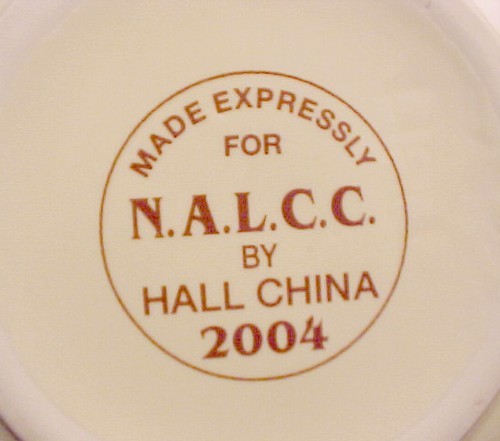 MADE EXPRESSLY
FOR
N.A.L.C.C.
BY
HALL CHINA
2004